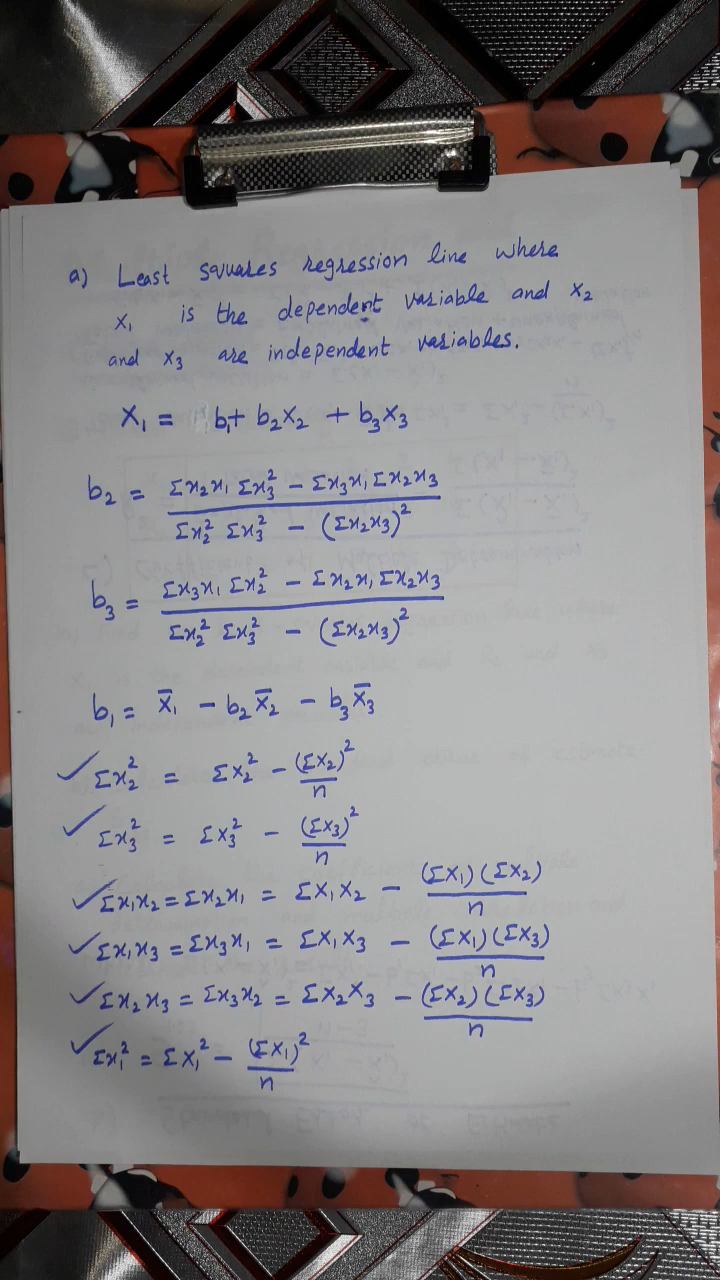 a) Least squares regression line where
x₁ is the dependent variable and x₂
and x₃ are independent variables.
X₁ = b₁ + b₂X₂ + b₃X₃
b₂ = (Σx₂x₁ Σx₃² − Σx₃x₁ Σx₂x₃) / (Σx₂² Σx₃² − (Σx₂x₃)²)
b₃ = (Σx₃x₁ Σx₂² − Σx₂x₁ Σx₂x₃) / (Σx₂² Σx₃² − (Σx₂x₃)²)
b₁ = X̄₁ − b₂X̄₂ − b₃X̄₃
✓ Σx₂² = ΣX₂² − (ΣX₂)²/n
✓ Σx₃² = ΣX₃² − (ΣX₃)²/n
✓ Σx₁x₂ = Σx₂x₁ = ΣX₁X₂ − (ΣX₁)(ΣX₂)/n
✓ Σx₁x₃ = Σx₃x₁ = ΣX₁X₃ − (ΣX₁)(ΣX₃)/n
✓ Σx₂x₃ = Σx₃x₂ = ΣX₂X₃ − (ΣX₂)(ΣX₃)/n
✓ Σx₁² = ΣX₁² − (ΣX₁)²/n